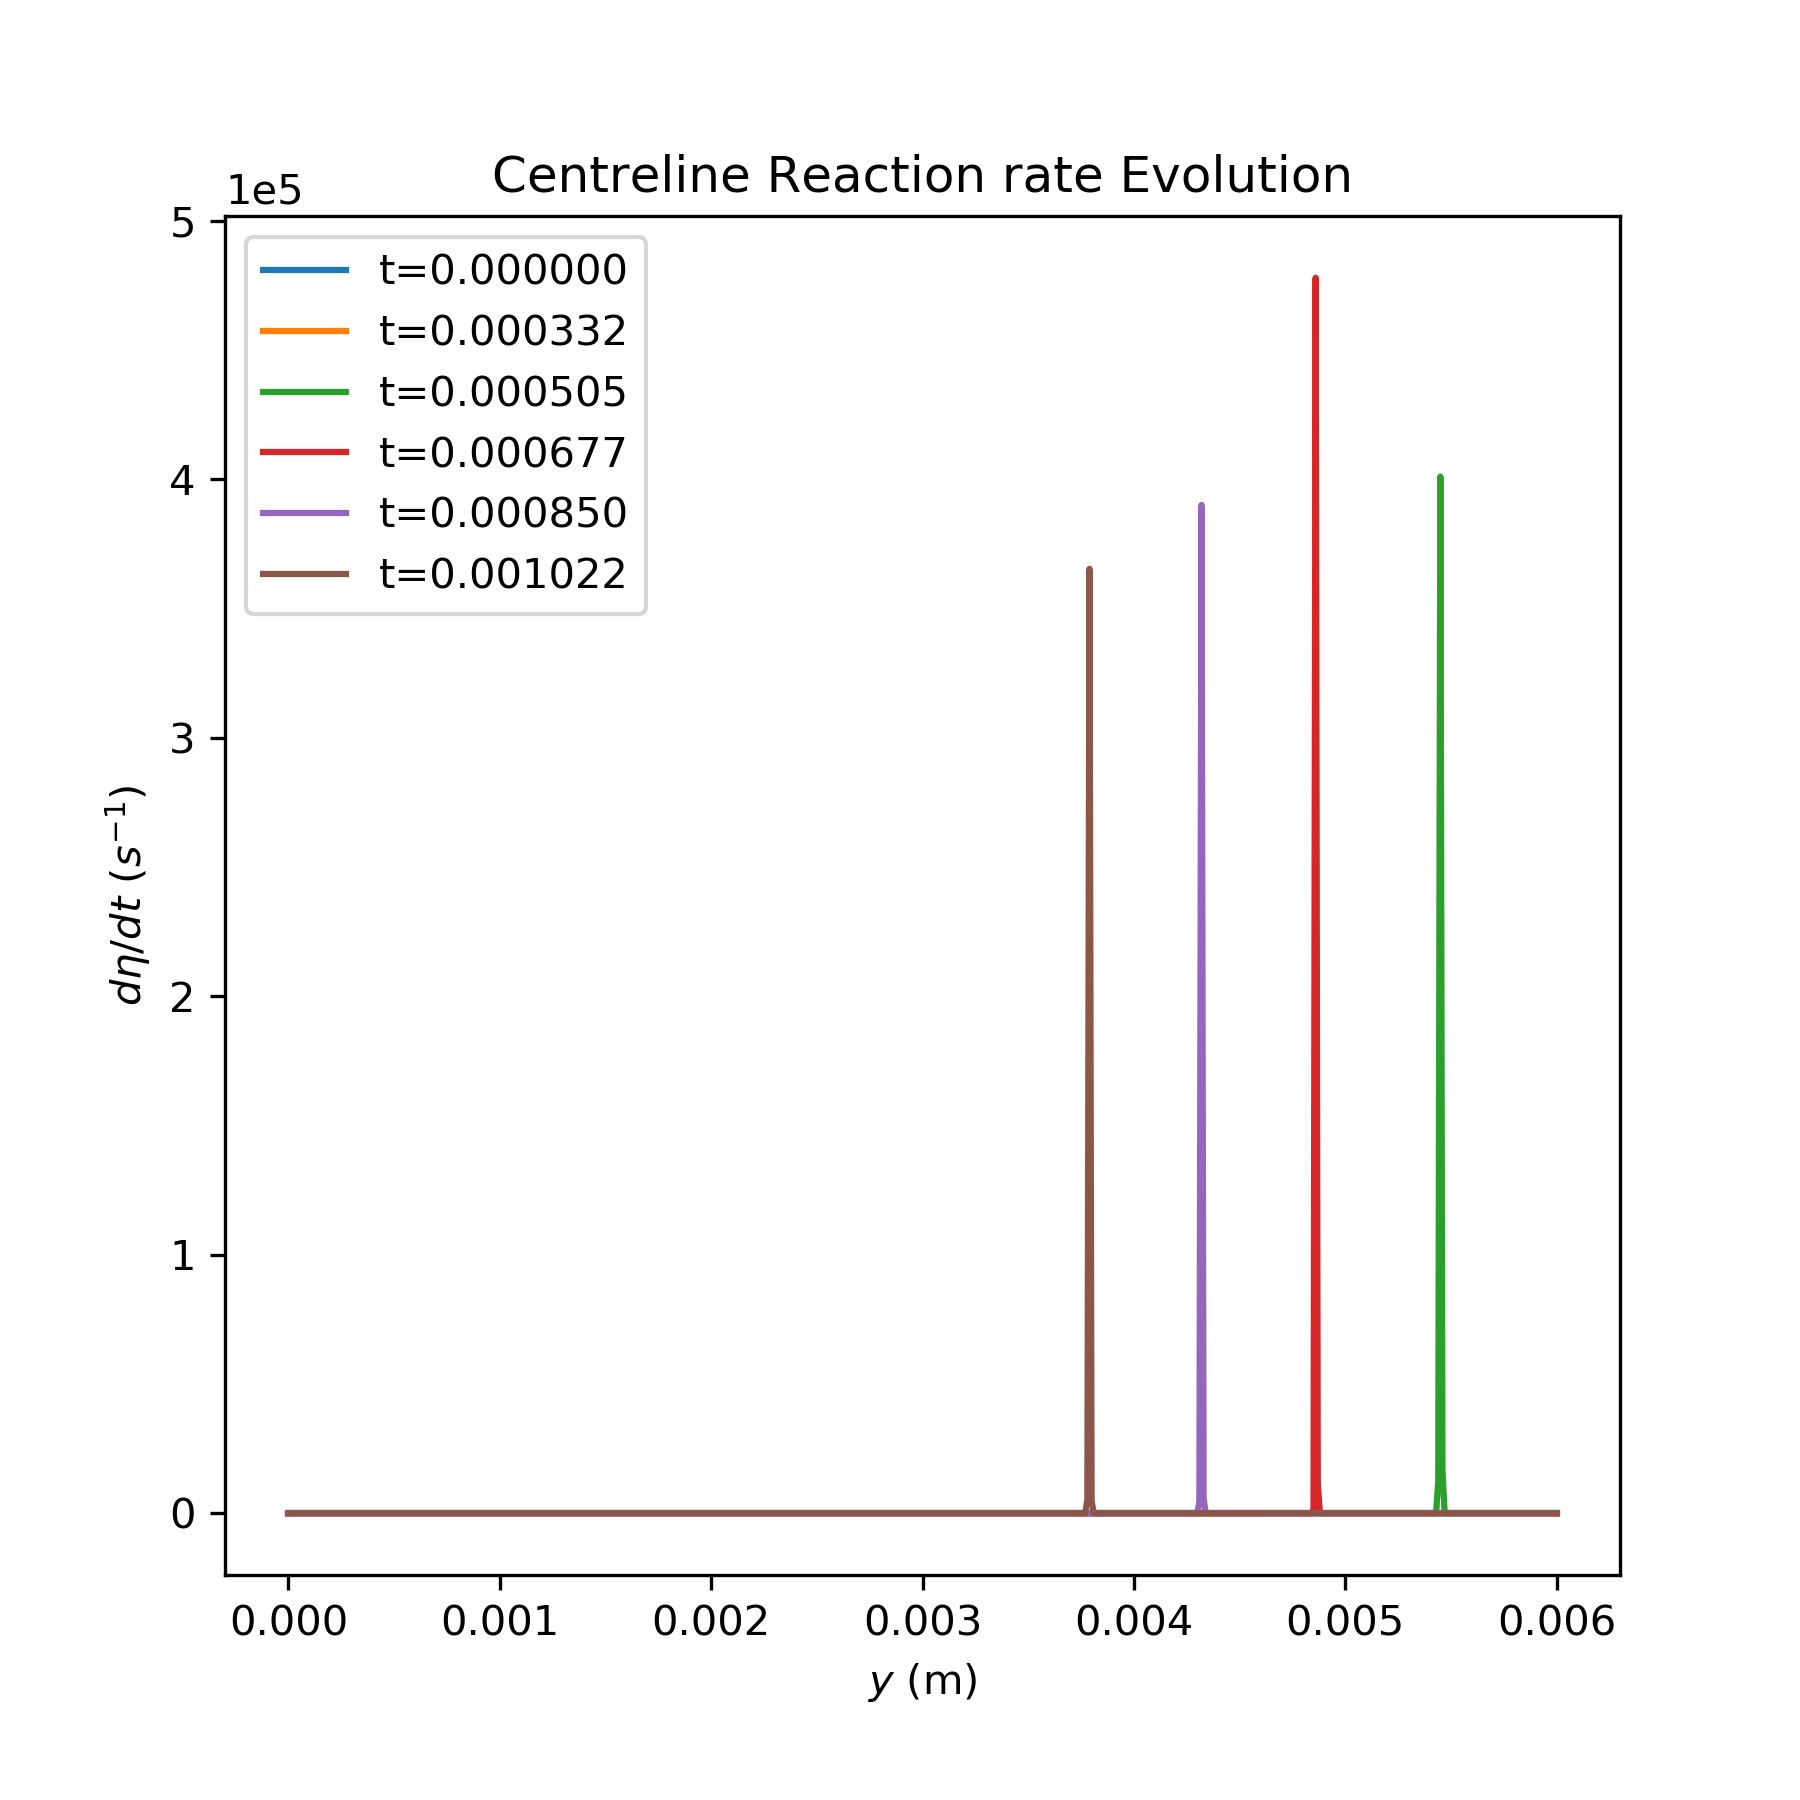 Centreline Reaction rate Evolution
1e5
5
4
3
2
1
0
t=0.000000
t=0.000332
t=0.000505
t=0.000677
t=0.000850
t=0.001022
dη/dt (s⁻¹)
0.000 0.001 0.002 0.003 0.004 0.005 0.006
y (m)